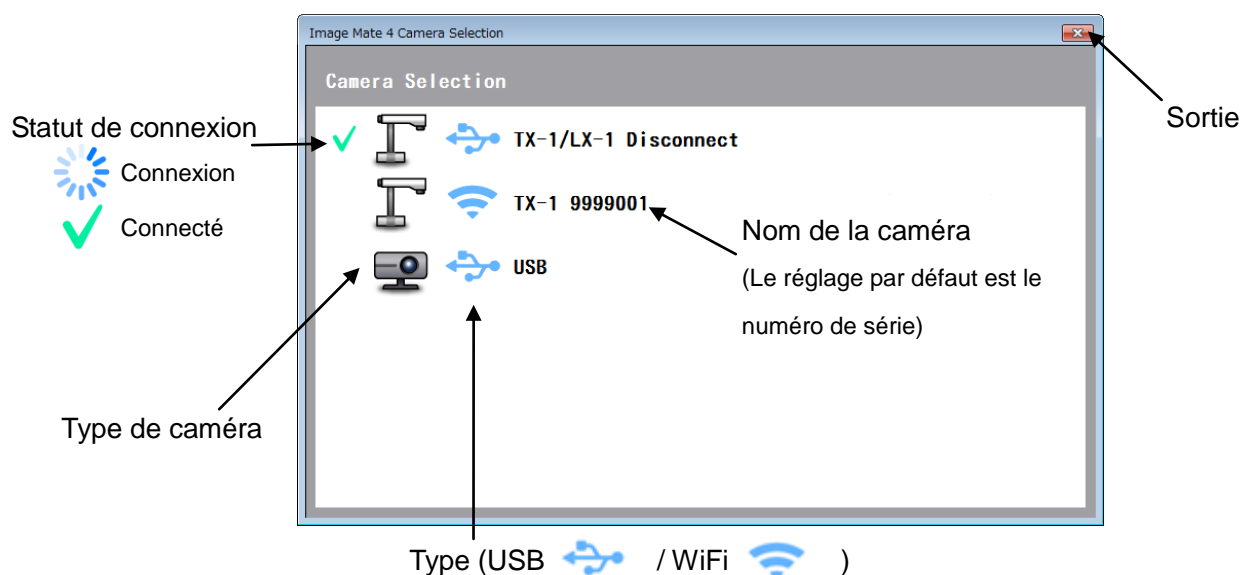 Image Mate 4 Camera Selection
Camera Selection
Sortie
Statut de connexion
TX-1/LX-1 Disconnect
Connexion
TX-1 9999001
Connecté
Nom de la caméra
(Le réglage par défaut est le
numéro de série)
USB
Type de caméra
Type (USB / WiFi )